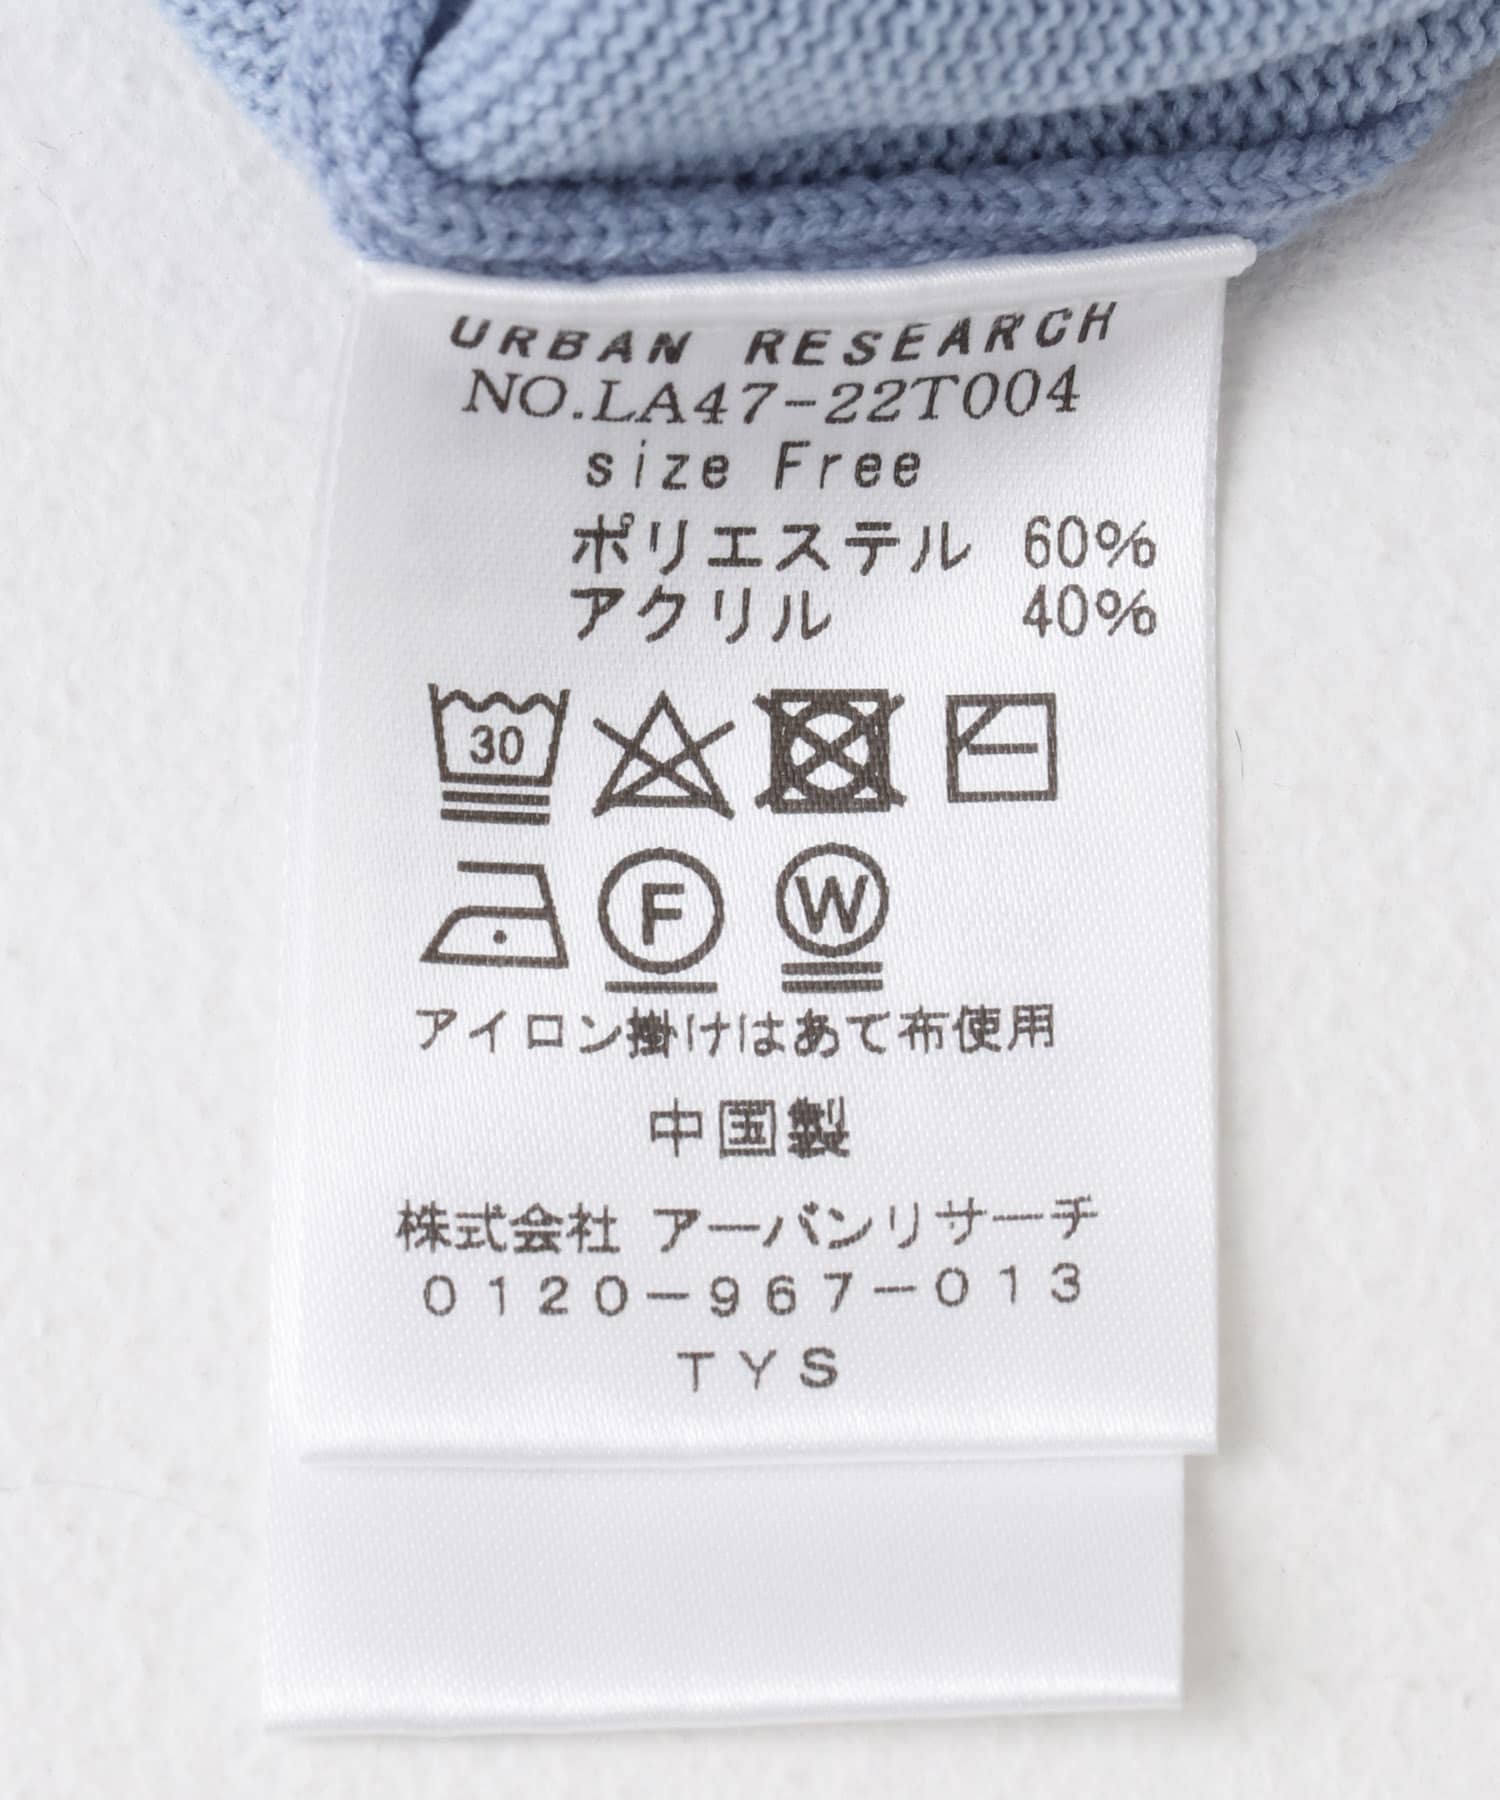 URBAN RESEARCH
NO.LA47-22T004
size Free
ポリエステル 60%
アクリル 40%
30
F
W
アイロン掛けはあて布使用
中国製
株式会社 アーバンリサーチ
0120-967-013
TYS